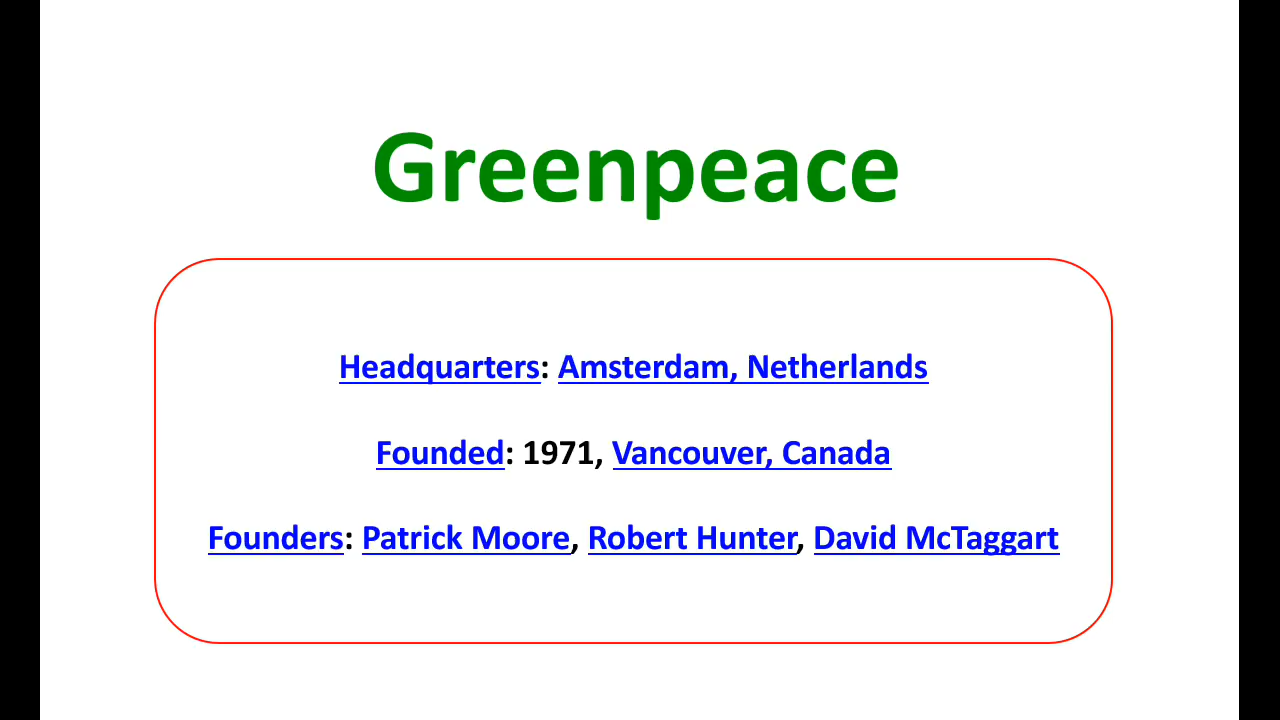 Greenpeace
Headquarters: Amsterdam, Netherlands
Founded: 1971, Vancouver, Canada
Founders: Patrick Moore, Robert Hunter, David McTaggart